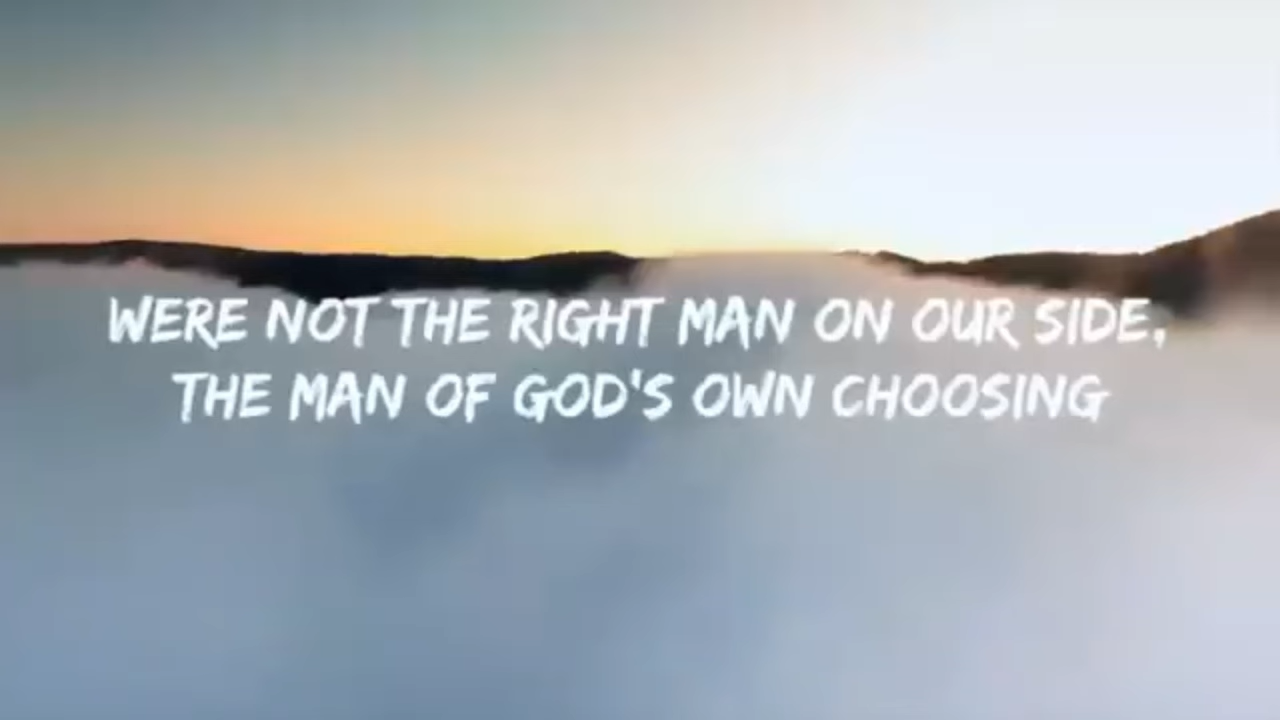 WERE NOT THE RIGHT MAN ON OUR SIDE,
THE MAN OF GOD'S OWN CHOOSING